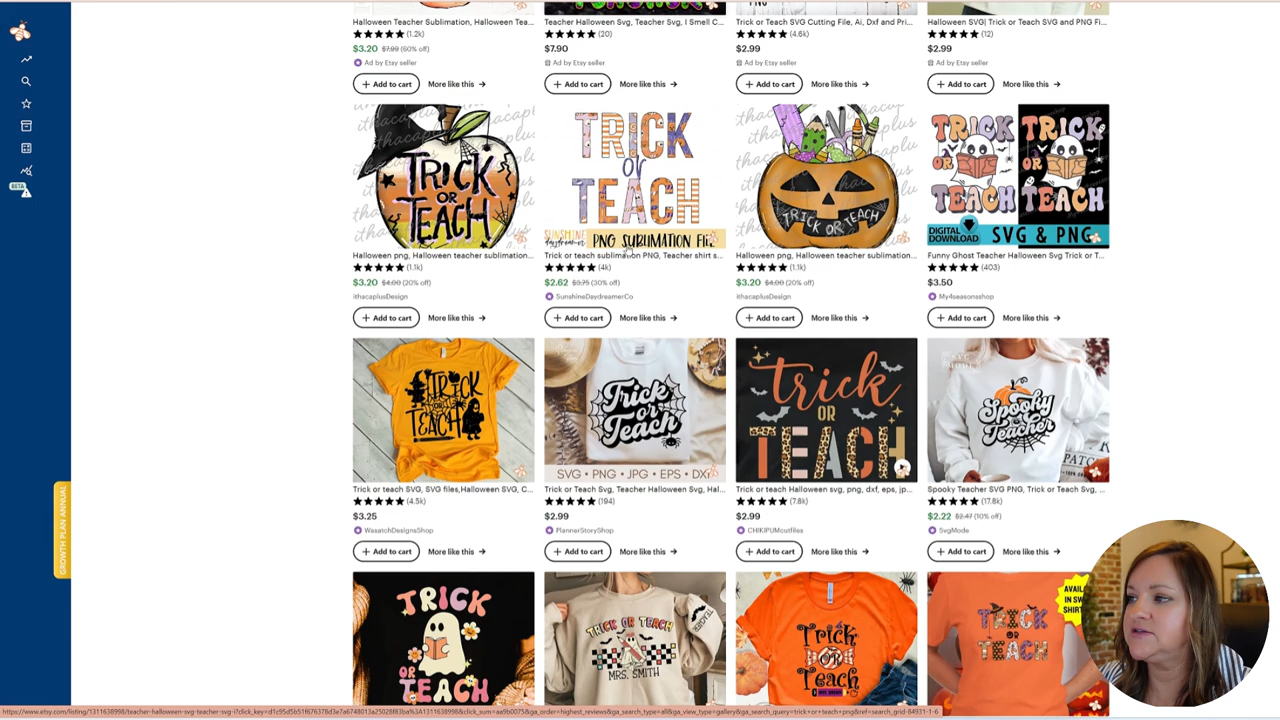 Halloween Teacher Sublimation, Halloween Tea...
(1.2k)
$3.20 $7.99 (60% off)
Ad by Etsy seller
+ Add to cart
More like this →
Teacher Halloween Svg, Teacher Svg, I Smell C...
(20)
$7.90
Ad by Etsy seller
+ Add to cart
More like this →
Trick or Teach SVG Cutting File, Ai, Dxf and Pri...
(4.6k)
$2.99
Ad by Etsy seller
+ Add to cart
More like this →
Halloween SVG| Trick or Teach SVG and PNG Fi...
(12)
$2.99
Ad by Etsy seller
+ Add to cart
More like this →
BETA
GROWTH PLAN ANNUAL
ithacaplus
TRICK
OR
TEACH
Halloween png, Halloween teacher sublimation...
(1.1k)
$3.20 $4.00 (20% off)
ithacaplusDesign
+ Add to cart
More like this →
TRICK
or
TEACH
SUNSHINE
daydreamer
PNG SUBLIMATION FILE
Trick or teach sublimation PNG, Teacher shirt s...
(4k)
$2.62 $3.75 (30% off)
SunshineDaydreamerCo
+ Add to cart
More like this →
ithacaplus
TRICK OR TEACH
Halloween png, Halloween teacher sublimation...
(1.1k)
$3.20 $4.00 (20% off)
ithacaplusDesign
+ Add to cart
More like this →
TRICK
OR
TEACH
TRICK
OR
TEACH
DIGITAL
DOWNLOAD
SVG & PNG
Funny Ghost Teacher Halloween Svg Trick or T...
(403)
$3.50
My4seasonsshop
+ Add to cart
More like this →
TRICK
TEACH
Trick or teach SVG, SVG files,Halloween SVG, C...
(4.5k)
$3.25
WasatchDesignsShop
+ Add to cart
More like this →
Trick
or
Teach
SVG • PNG • JPG • EPS • DXF
Trick or Teach Svg, Teacher Halloween Svg, Hal...
(194)
$2.99
PlannerStoryShop
+ Add to cart
More like this →
trick
OR
TEACH
Trick or teach Halloween svg, png, dxf, eps, jp...
(7.8k)
$2.99
CHIKIPUMcutfiles
+ Add to cart
More like this →
Spooky
Teacher
Spooky Teacher SVG PNG, Trick or Teach Svg, ...
(17.8k)
$2.22 $2.47 (10% off)
SvgMode
+ Add to cart
More like this →
TRICK
OR
TEACH
TRICK OR TEACH
MRS. SMITH
TEACHER
Trick
OR
Teach
TRICK
OR
TEACH